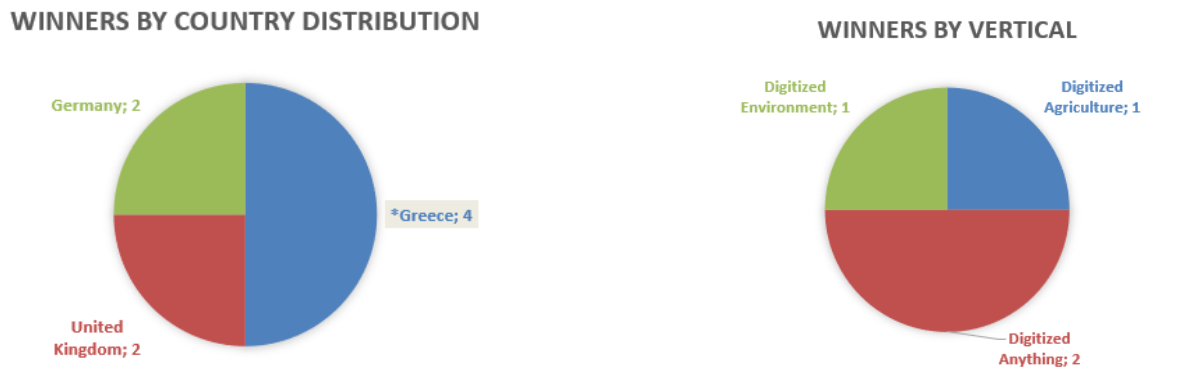 WINNERS BY COUNTRY DISTRIBUTION
Germany; 2
*Greece; 4
United
Kingdom; 2
WINNERS BY VERTICAL
Digitized
Environment; 1
Digitized
Agriculture; 1
Digitized
Anything; 2